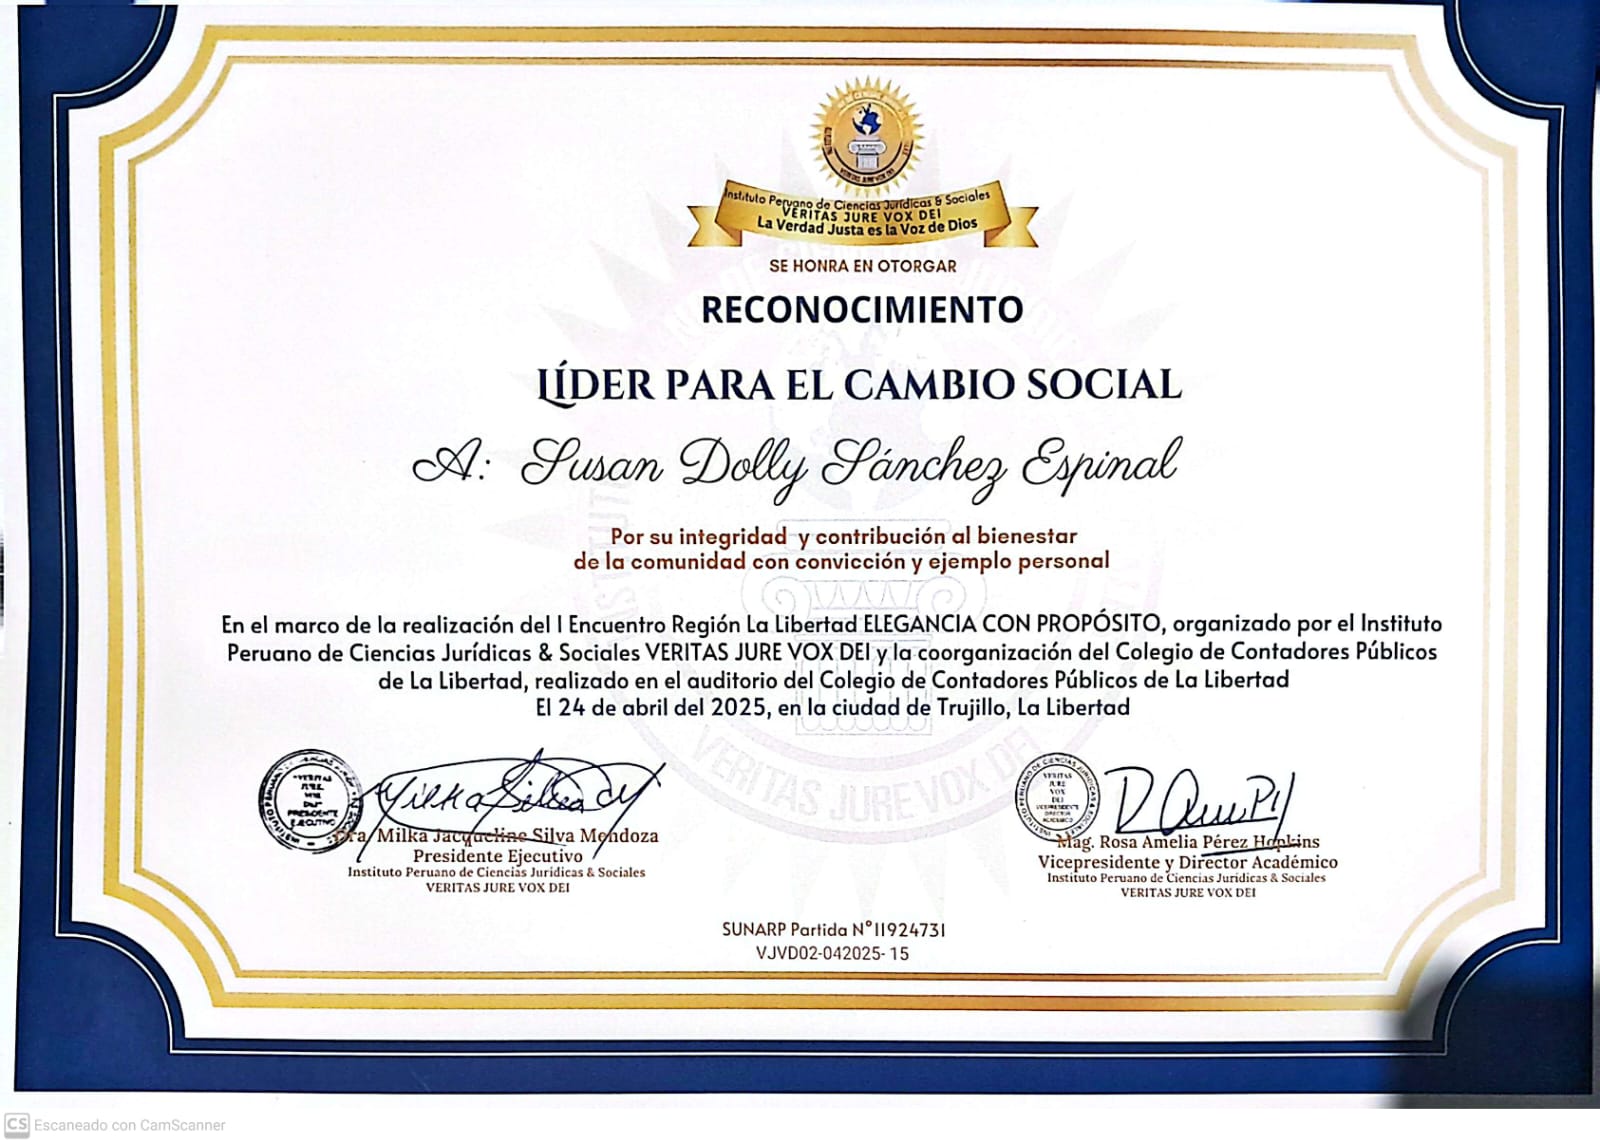 Instituto Peruano de Ciencias Jurídicas & Sociales
VERITAS JURE VOX DEI
La Verdad Justa es la Voz de Dios
SE HONRA EN OTORGAR
RECONOCIMIENTO
LÍDER PARA EL CAMBIO SOCIAL
A: Susan Dolly Sánchez Espinal
Por su integridad y contribución al bienestar
de la comunidad con convicción y ejemplo personal
En el marco de la realización del I Encuentro Región La Libertad ELEGANCIA CON PROPÓSITO, organizado por el Instituto
Peruano de Ciencias Jurídicas & Sociales VERITAS JURE VOX DEI y la coorganización del Colegio de Contadores Públicos
de La Libertad, realizado en el auditorio del Colegio de Contadores Públicos de La Libertad
El 24 de abril del 2025, en la ciudad de Trujillo, La Libertad
VERITAS JURE VOX DEI
Dra Milka Jacqueline Silva Mendoza
Presidente Ejecutivo
Instituto Peruano de Ciencias Jurídicas & Sociales
VERITAS JURE VOX DEI
VERITAS
JURE
VOX
DEI
VICEPRESIDENTE
DIRECTOR
ACADÉMICO
Mag. Rosa Amelia Pérez Hopkins
Vicepresidente y Director Académico
Instituto Peruano de Ciencias Jurídicas & Sociales
VERITAS JURE VOX DEI
SUNARP Partida N°11924731
VJVD02-042025- 15
CS Escaneado con CamScanner